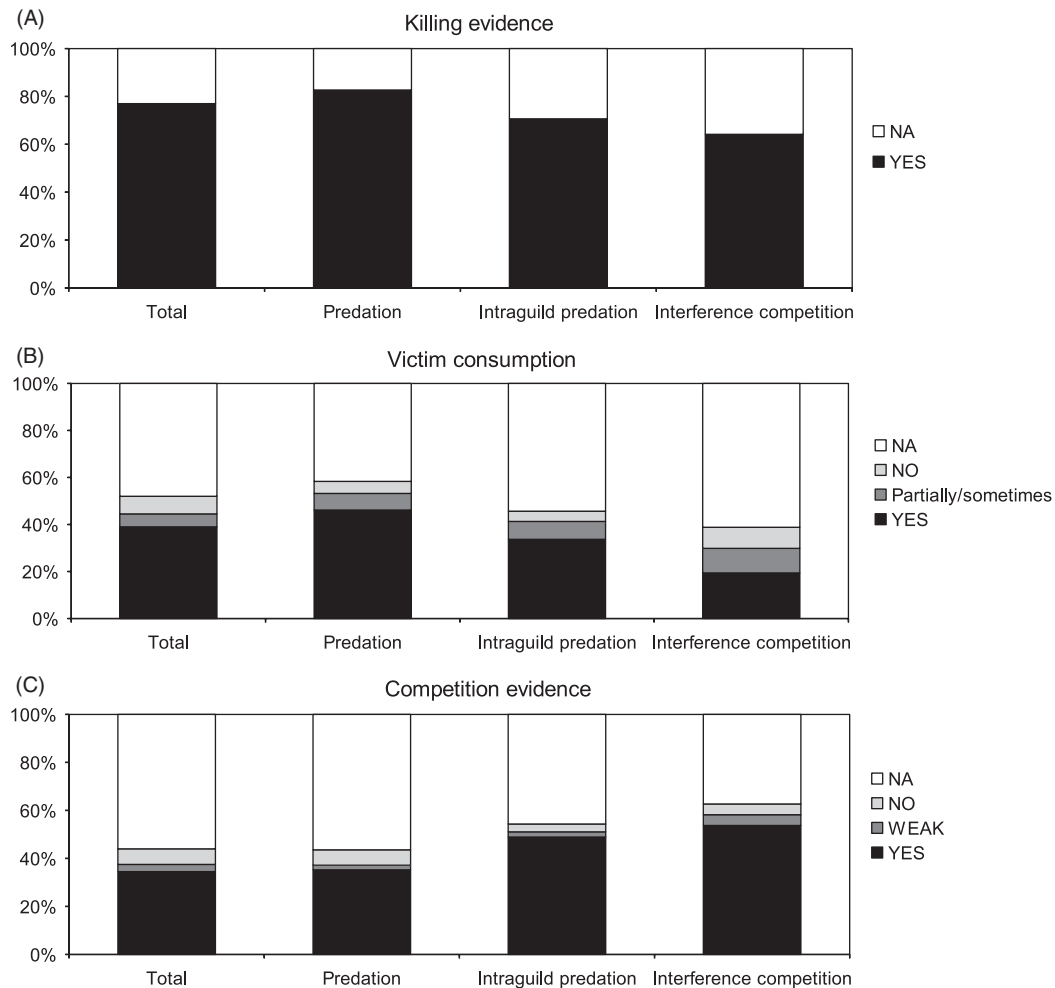 (A)
Killing evidence
100%
80%
60%
40%
20%
0%
NA
YES
Total Predation Intraguild predation Interference competition
(B)
Victim consumption
100%
80%
60%
40%
20%
0%
NA
NO
Partially/sometimes
YES
Total Predation Intraguild predation Interference competition
(C)
Competition evidence
100%
80%
60%
40%
20%
0%
NA
NO
WEAK
YES
Total Predation Intraguild predation Interference competition